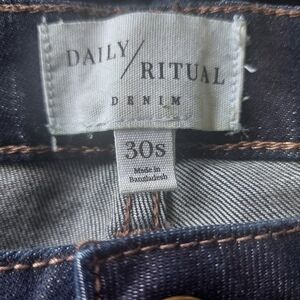 DAILY/
RITUAL
DENIM
30S
Made in
Bangladesh